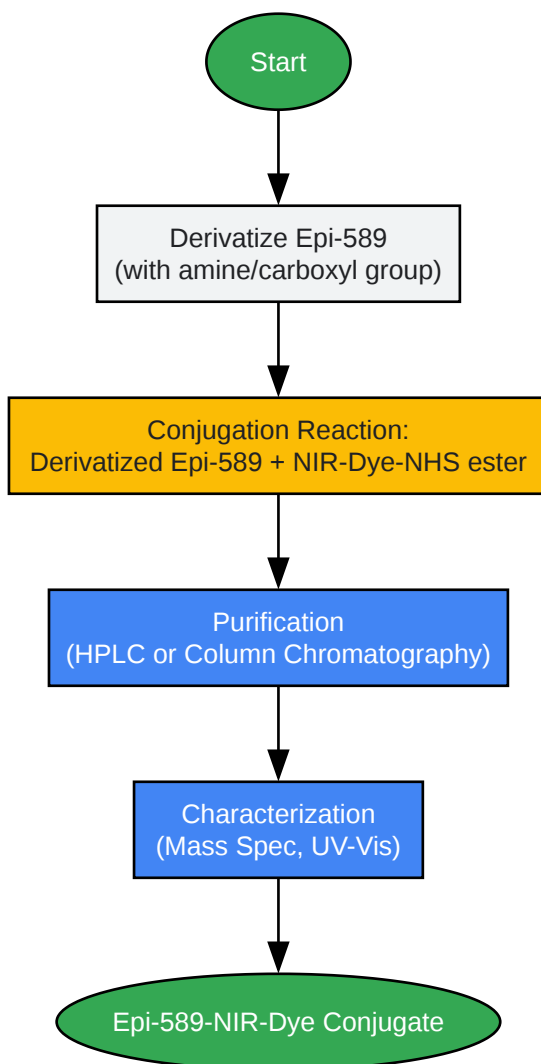 Start
Derivatize Epi-589
(with amine/carboxyl group)
Conjugation Reaction:
Derivatized Epi-589 + NIR-Dye-NHS ester
Purification
(HPLC or Column Chromatography)
Characterization
(Mass Spec, UV-Vis)
Epi-589-NIR-Dye Conjugate